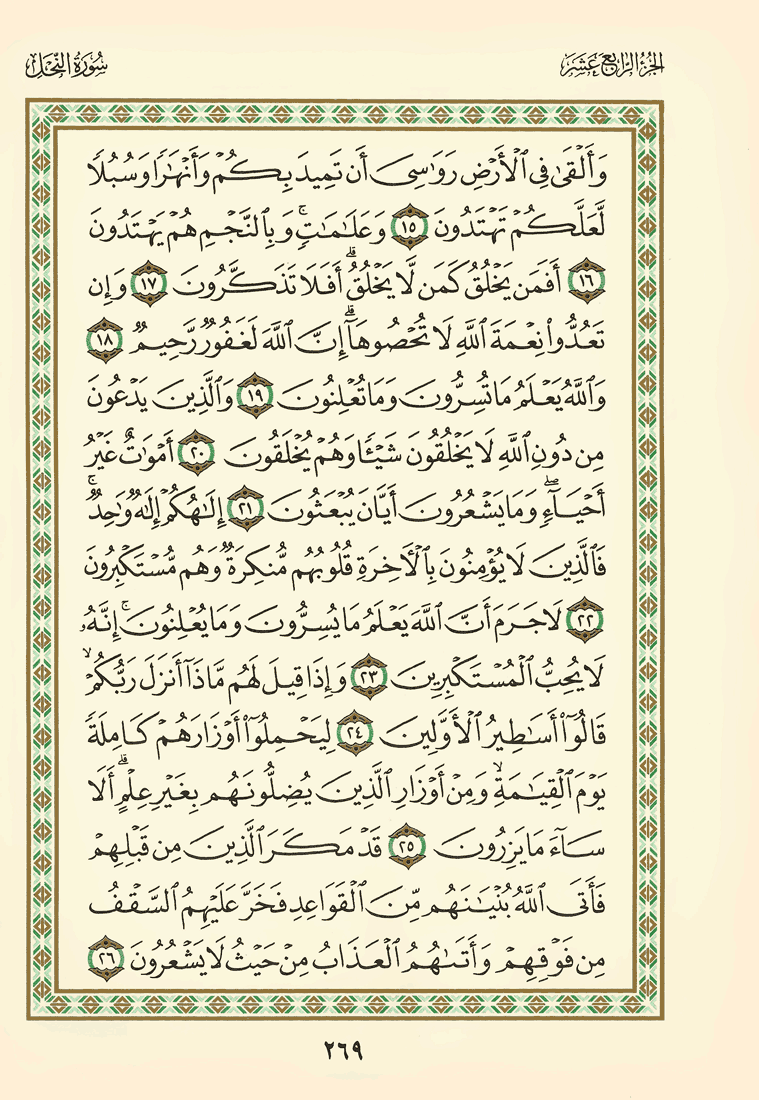 الجزء الرابع عشر
سورة النحل
وَأَلْقَىٰ فِي ٱلْأَرْضِ رَوَٰسِىَ أَن تَمِيدَ بِكُمْ وَأَنْهَٰرًا وَسُبُلًا
لَّعَلَّكُمْ تَهْتَدُونَ ١٥ وَعَلَٰمَٰتٍۚ وَبِٱلنَّجْمِ هُمْ يَهْتَدُونَ
١٦ أَفَمَن يَخْلُقُ كَمَن لَّا يَخْلُقُۗ أَفَلَا تَذَكَّرُونَ ١٧ وَإِن
تَعُدُّوا۟ نِعْمَةَ ٱللَّهِ لَا تُحْصُوهَآۗ إِنَّ ٱللَّهَ لَغَفُورٌ رَّحِيمٌ ١٨
وَٱللَّهُ يَعْلَمُ مَا تُسِرُّونَ وَمَا تُعْلِنُونَ ١٩ وَٱلَّذِينَ يَدْعُونَ
مِن دُونِ ٱللَّهِ لَا يَخْلُقُونَ شَيْـًٔا وَهُمْ يُخْلَقُونَ ٢٠ أَمْوَٰتٌ غَيْرُ
أَحْيَآءٍۖ وَمَا يَشْعُرُونَ أَيَّانَ يُبْعَثُونَ ٢١ إِلَٰهُكُمْ إِلَٰهٌ وَٰحِدٌۚ
فَٱلَّذِينَ لَا يُؤْمِنُونَ بِٱلْـَٔاخِرَةِ قُلُوبُهُم مُّنكِرَةٌ وَهُم مُّسْتَكْبِرُونَ
٢٢ لَا جَرَمَ أَنَّ ٱللَّهَ يَعْلَمُ مَا يُسِرُّونَ وَمَا يُعْلِنُونَۚ إِنَّهُۥ
لَا يُحِبُّ ٱلْمُسْتَكْبِرِينَ ٢٣ وَإِذَا قِيلَ لَهُم مَّاذَآ أَنزَلَ رَبُّكُمْۙ
قَالُوٓا۟ أَسَٰطِيرُ ٱلْأَوَّلِينَ ٢٤ لِيَحْمِلُوٓا۟ أَوْزَارَهُمْ كَامِلَةً
يَوْمَ ٱلْقِيَٰمَةِۙ وَمِنْ أَوْزَارِ ٱلَّذِينَ يُضِلُّونَهُم بِغَيْرِ عِلْمٍۗ أَلَا
سَآءَ مَا يَزِرُونَ ٢٥ قَدْ مَكَرَ ٱلَّذِينَ مِن قَبْلِهِمْ
فَأَتَى ٱللَّهُ بُنْيَٰنَهُم مِّنَ ٱلْقَوَاعِدِ فَخَرَّ عَلَيْهِمُ ٱلسَّقْفُ
مِن فَوْقِهِمْ وَأَتَىٰهُمُ ٱلْعَذَابُ مِنْ حَيْثُ لَا يَشْعُرُونَ ٢٦
٢٦٩